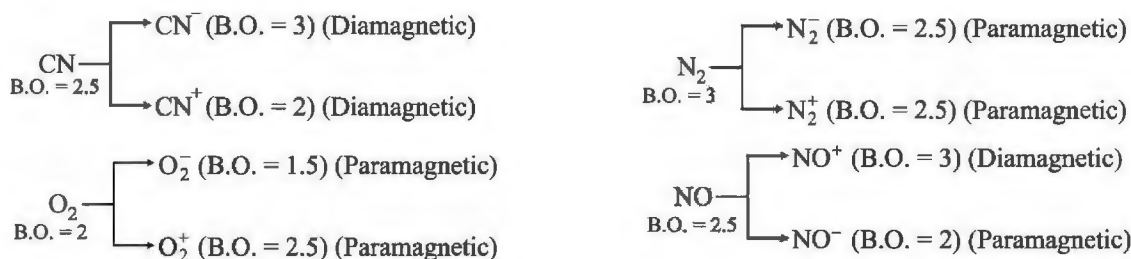 CN⁻ (B.O. = 3) (Diamagnetic)
CN
B.O. = 2.5
CN⁺ (B.O. = 2) (Diamagnetic)
N₂⁻ (B.O. = 2.5) (Paramagnetic)
N₂
B.O. = 3
N₂⁺ (B.O. = 2.5) (Paramagnetic)
O₂⁻ (B.O. = 1.5) (Paramagnetic)
O₂
B.O. = 2
O₂⁺ (B.O. = 2.5) (Paramagnetic)
NO⁺ (B.O. = 3) (Diamagnetic)
NO
B.O. = 2.5
NO⁻ (B.O. = 2) (Paramagnetic)